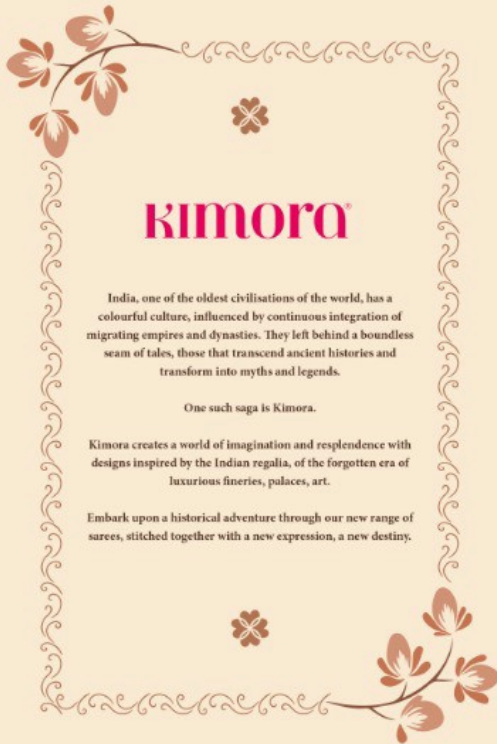 Kimora®
India, one of the oldest civilisations of the world, has a
colourful culture, influenced by continuous integration of
migrating empires and dynasties. They left behind a boundless
seam of tales, those that transcend ancient histories and
transform into myths and legends.
One such saga is Kimora.
Kimora creates a world of imagination and resplendence with
designs inspired by the Indian regalia, of the forgotten era of
luxurious fineries, palaces, art.
Embark upon a historical adventure through our new range of
sarees, stitched together with a new expression, a new destiny.